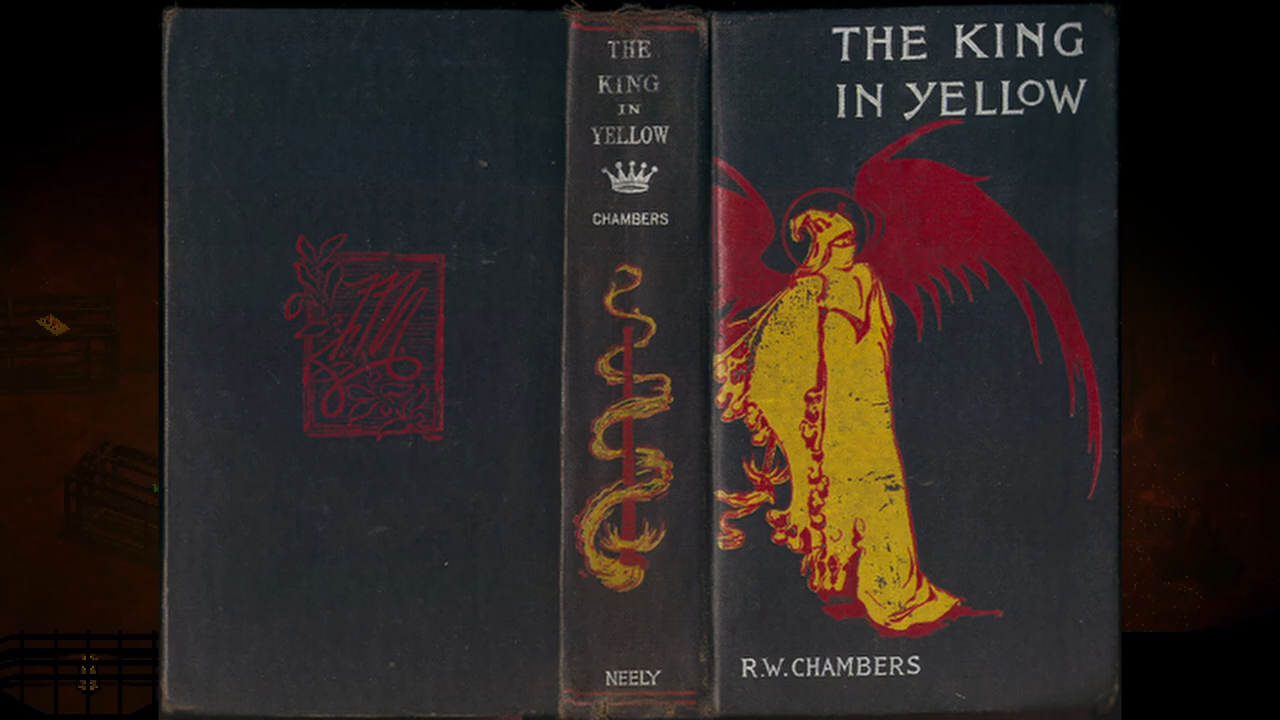 THE
KING
IN
YELLOW
CHAMBERS
NEELY
THE KING
IN YELLOW
R.W.CHAMBERS